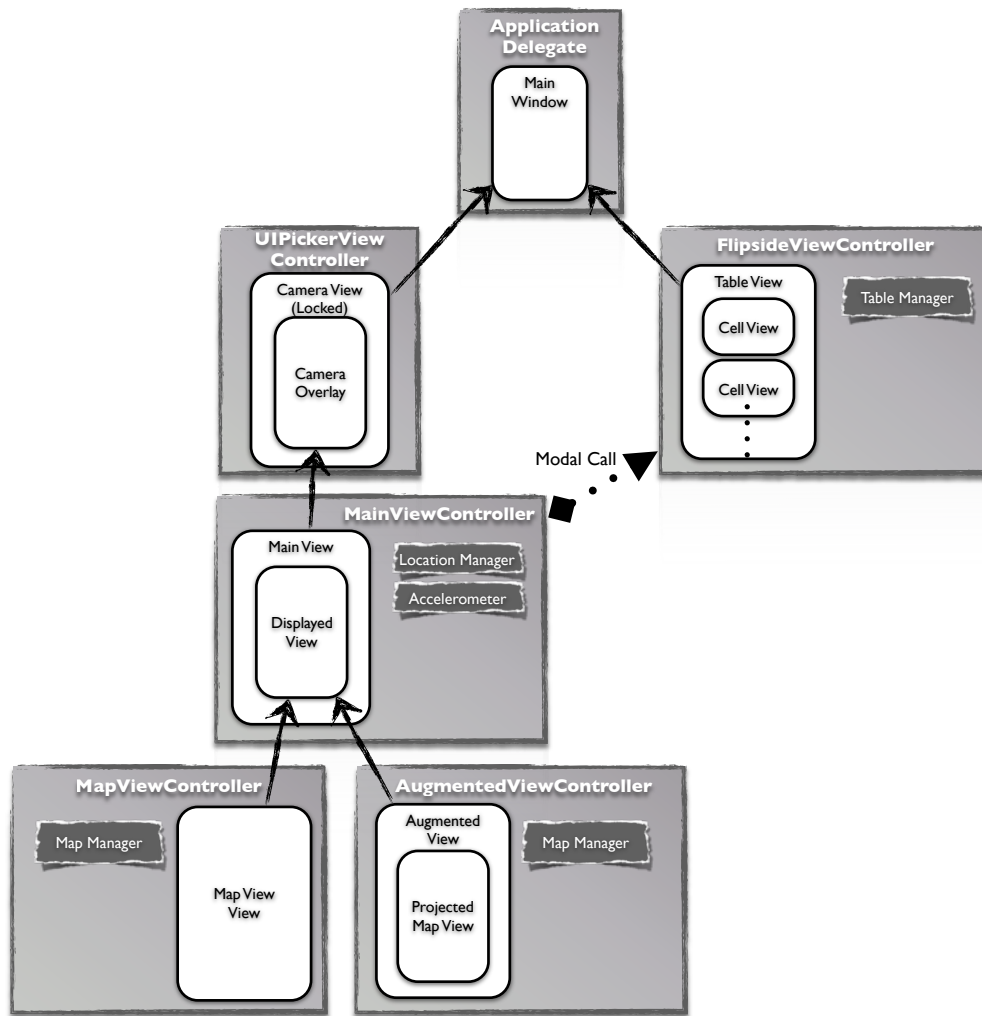 Application
Delegate
Main
Window
UIPickerView
Controller
Camera View
(Locked)
Camera
Overlay
FlipsideViewController
Table View
Cell View
Cell View
Table Manager
Modal Call
MainViewController
Main View
Displayed
View
Location Manager
Accelerometer
MapViewController
Map Manager
Map View
View
AugmentedViewController
Augmented
View
Projected
Map View
Map Manager